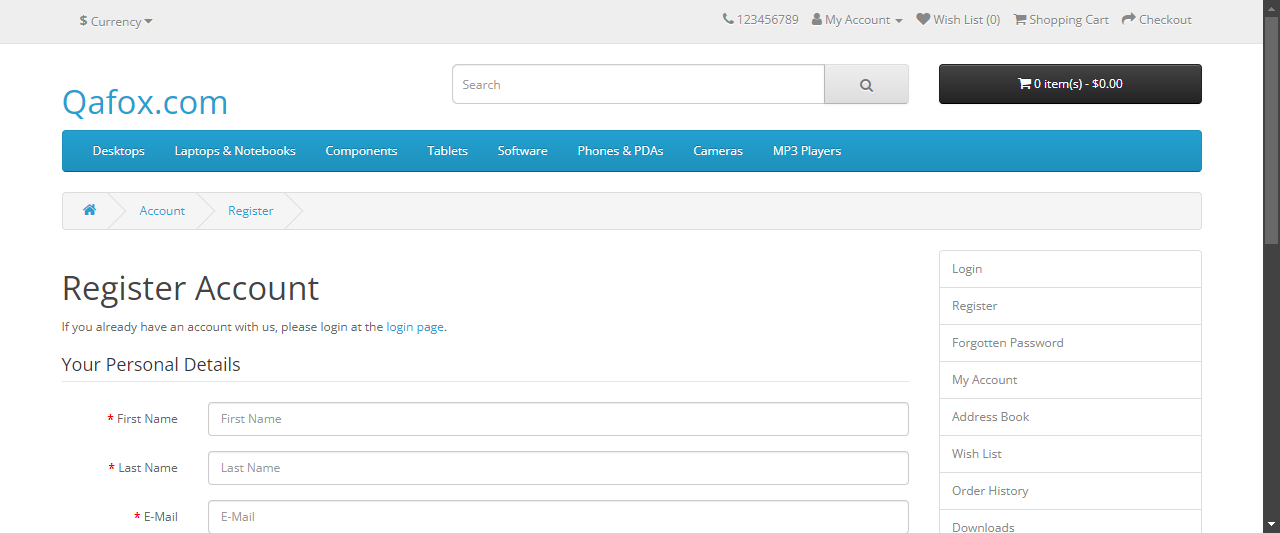 $ Currency
123456789 My Account Wish List (0) Shopping Cart Checkout
Qafox.com
Search
0 item(s) - $0.00
Desktops Laptops & Notebooks Components Tablets Software Phones & PDAs Cameras MP3 Players
Account Register
Register Account
If you already have an account with us, please login at the login page.
Your Personal Details
* First Name
First Name
* Last Name
Last Name
* E-Mail
E-Mail
Login
Register
Forgotten Password
My Account
Address Book
Wish List
Order History
Downloads